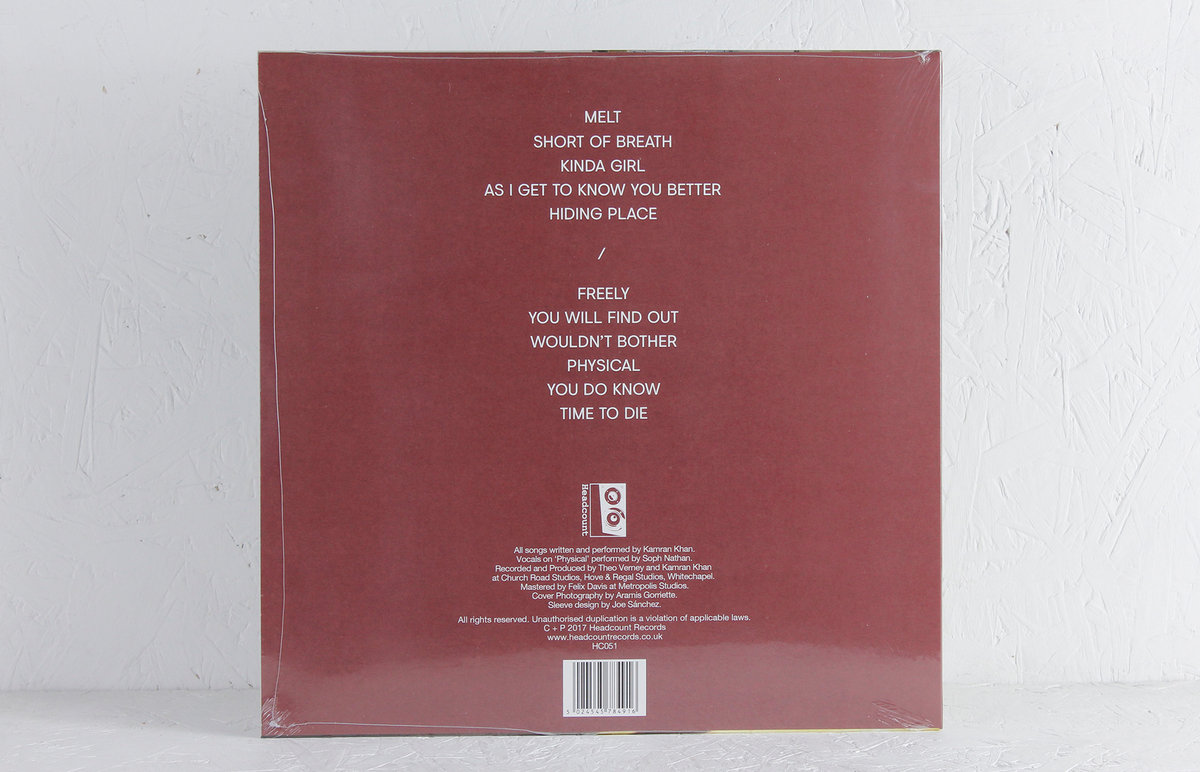 MELT
SHORT OF BREATH
KINDA GIRL
AS I GET TO KNOW YOU BETTER
HIDING PLACE
/
FREELY
YOU WILL FIND OUT
WOULDN'T BOTHER
PHYSICAL
YOU DO KNOW
TIME TO DIE
Headcount
All songs written and performed by Kamran Khan.
Vocals on 'Physical' performed by Soph Nathan.
Recorded and Produced by Theo Verney and Kamran Khan
at Church Road Studios, Hove & Regal Studios, Whitechapel.
Mastered by Felix Davis at Metropolis Studios.
Cover Photography by Aramis Gorriette.
Sleeve design by Joe Sánchez.
All rights reserved. Unauthorised duplication is a violation of applicable laws.
C + P 2017 Headcount Records
www.headcountrecords.co.uk
HC051
5 024545 784916